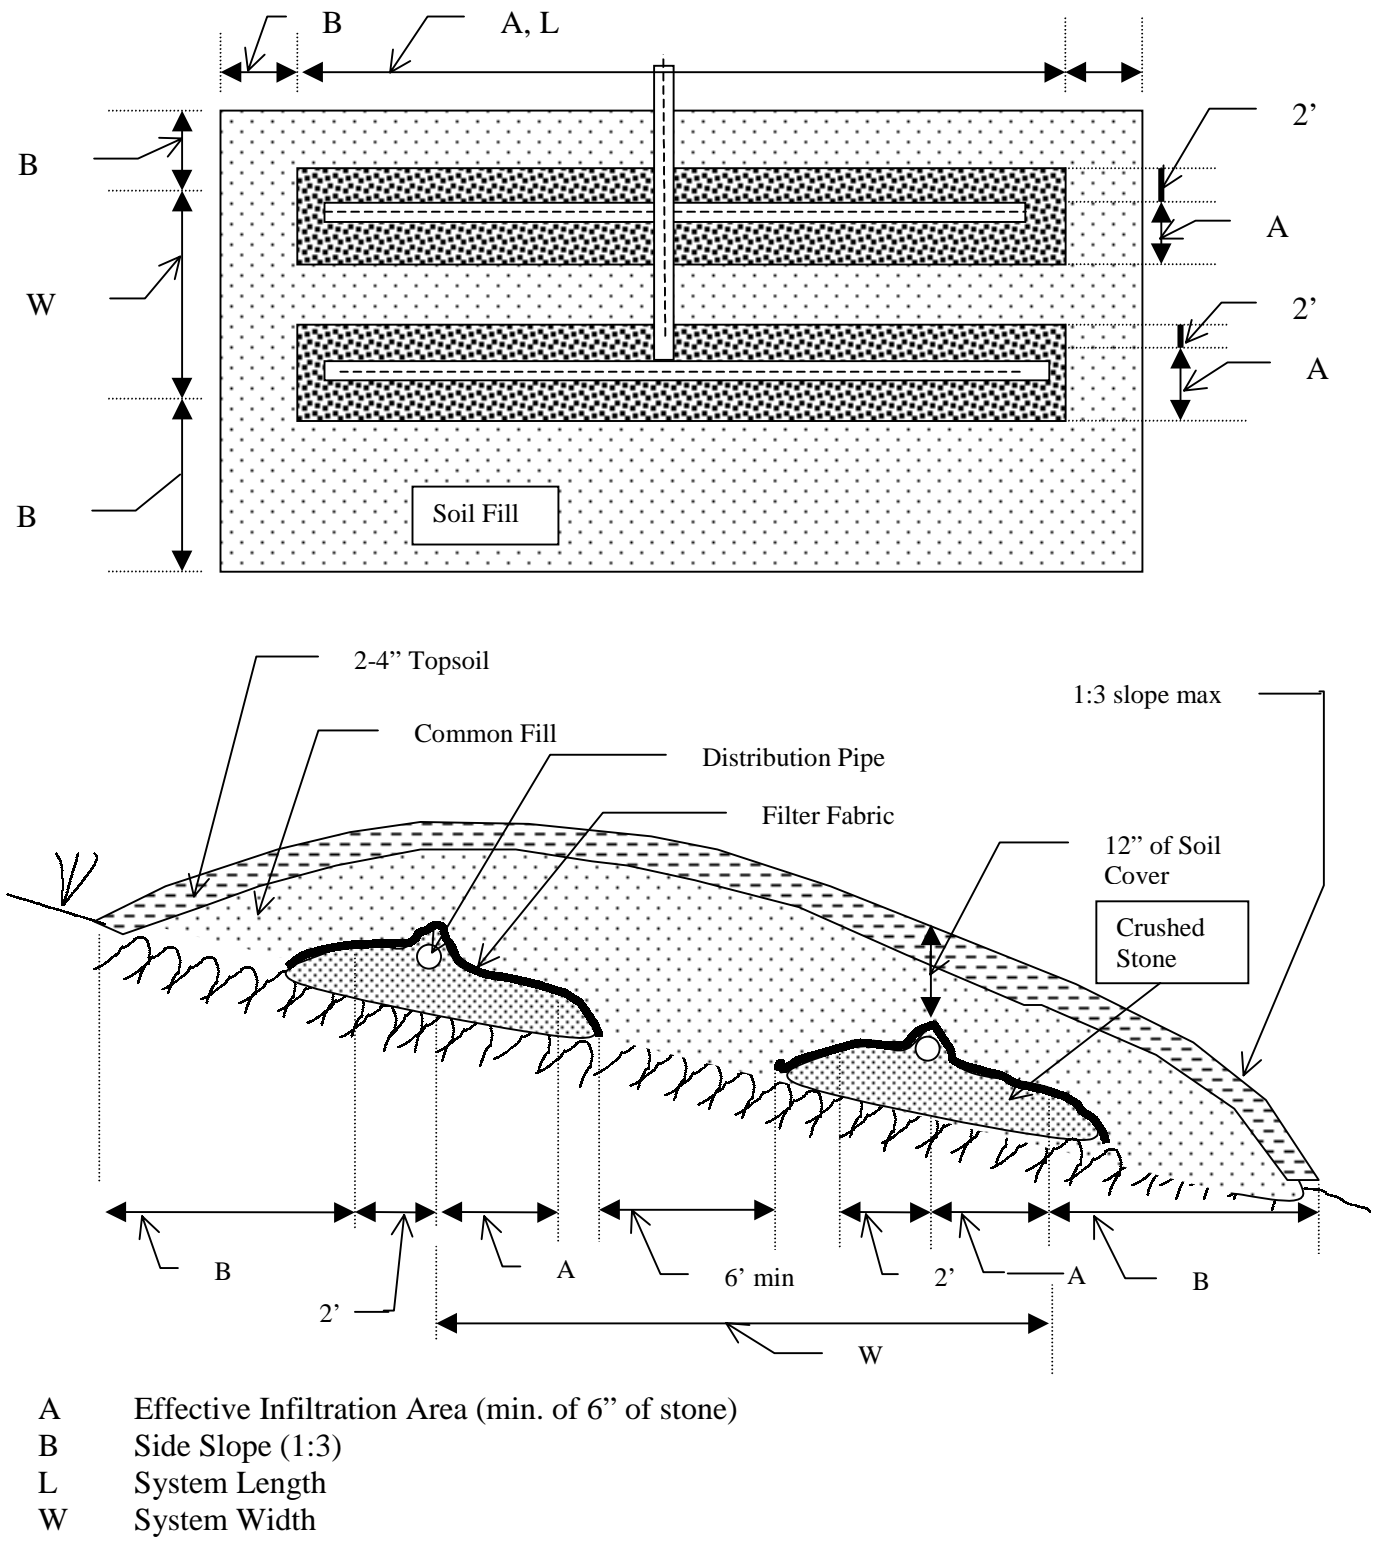 B
A, L
2’
B
A
W
2’
A
B
Soil Fill
2-4” Topsoil
1:3 slope max
Common Fill
Distribution Pipe
Filter Fabric
12” of Soil
Cover
Crushed
Stone
B
A
6’ min
2’
A
B
2’
W
A Effective Infiltration Area (min. of 6” of stone)
B Side Slope (1:3)
L System Length
W System Width